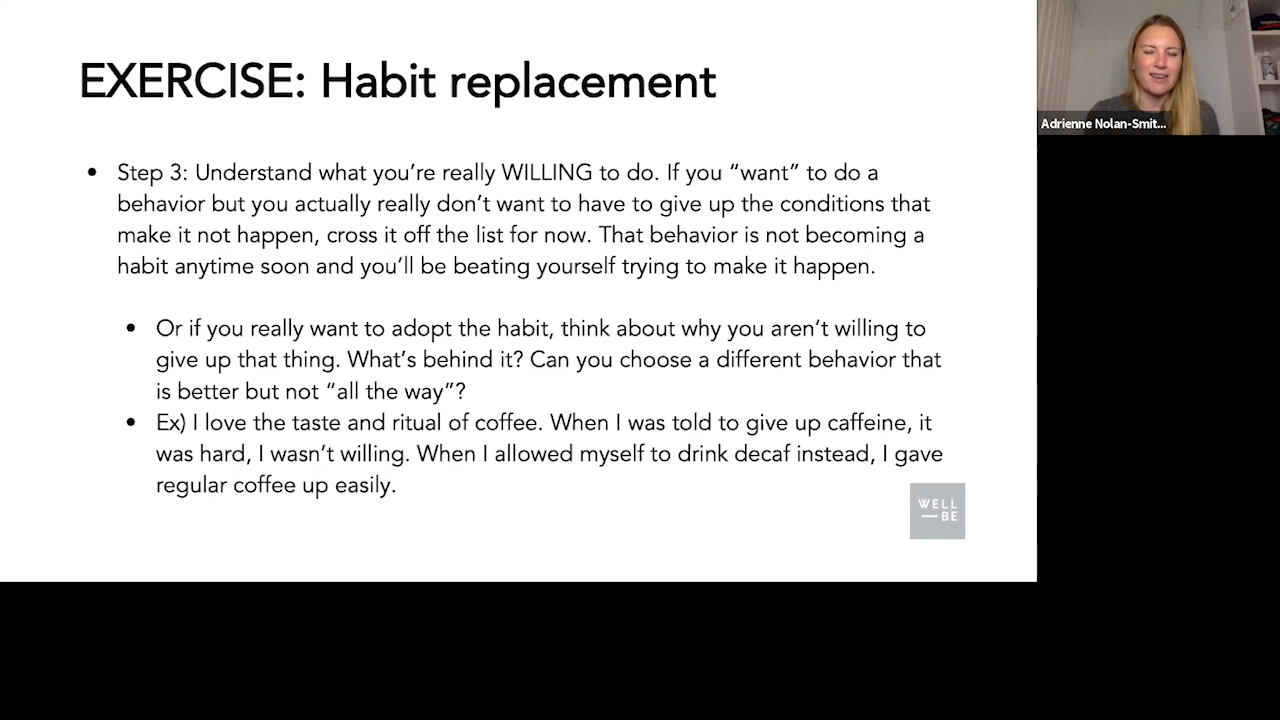 EXERCISE: Habit replacement
• Step 3: Understand what you’re really WILLING to do. If you “want” to do a
behavior but you actually really don’t want to have to give up the conditions that
make it not happen, cross it off the list for now. That behavior is not becoming a
habit anytime soon and you’ll be beating yourself trying to make it happen.
• Or if you really want to adopt the habit, think about why you aren’t willing to
give up that thing. What’s behind it? Can you choose a different behavior that
is better but not “all the way”?
• Ex) I love the taste and ritual of coffee. When I was told to give up caffeine, it
was hard, I wasn’t willing. When I allowed myself to drink decaf instead, I gave
regular coffee up easily.
WELL
—BE
Adrienne Nolan-Smit...